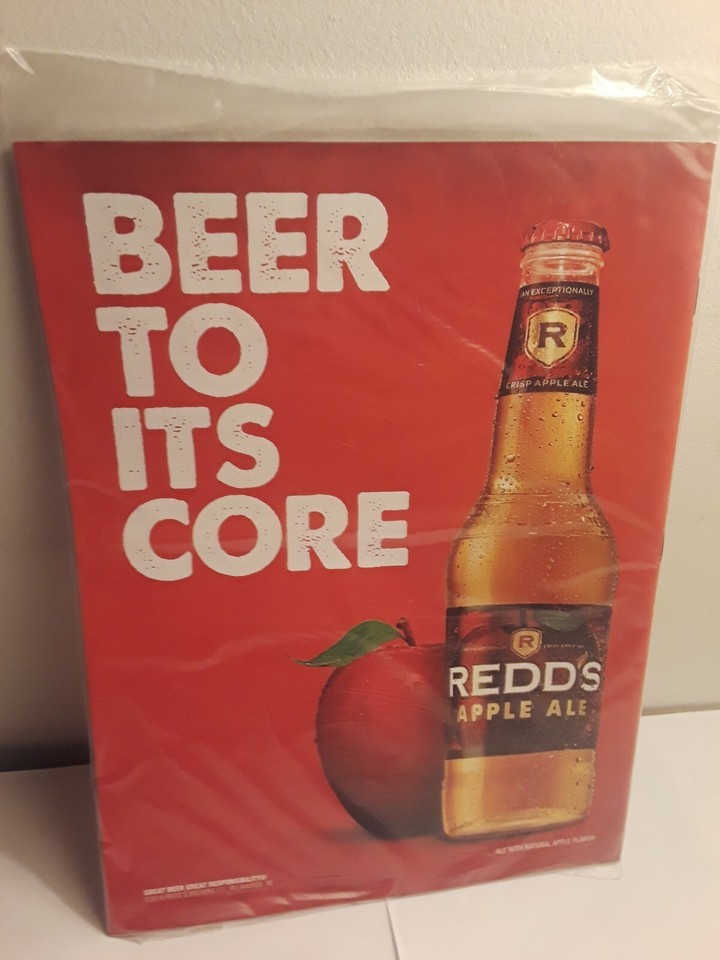 BEER
TO
ITS
CORE
AN EXCEPTIONALLY
R
CRISP APPLE ALE
R
REDD'S
APPLE ALE
ALE WITH NATURAL APPLE FLAVOR
GREAT BEER GREAT RESPONSIBILITY®